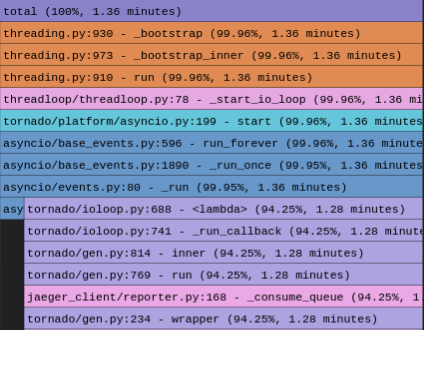 total (100%, 1.36 minutes)
threading.py:930 - _bootstrap (99.96%, 1.36 minutes)
threading.py:973 - _bootstrap_inner (99.96%, 1.36 minutes)
threading.py:910 - run (99.96%, 1.36 minutes)
threadloop/threadloop.py:78 - _start_io_loop (99.96%, 1.36 mi
tornado/platform/asyncio.py:199 - start (99.96%, 1.36 minutes
asyncio/base_events.py:596 - run_forever (99.96%, 1.36 minute
asyncio/base_events.py:1890 - _run_once (99.95%, 1.36 minutes
asyncio/events.py:80 - _run (99.95%, 1.36 minutes)
asy tornado/ioloop.py:688 - <lambda> (94.25%, 1.28 minutes)
tornado/ioloop.py:741 - _run_callback (94.25%, 1.28 minute
tornado/gen.py:814 - inner (94.25%, 1.28 minutes)
tornado/gen.py:769 - run (94.25%, 1.28 minutes)
jaeger_client/reporter.py:168 - _consume_queue (94.25%, 1
tornado/gen.py:234 - wrapper (94.25%, 1.28 minutes)